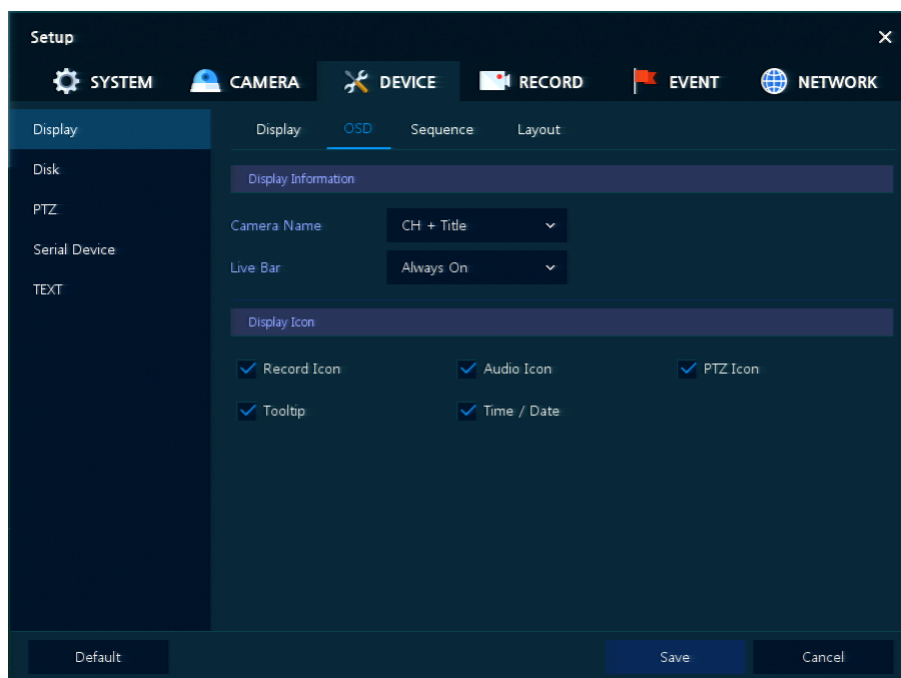 Setup
SYSTEM CAMERA DEVICE RECORD EVENT NETWORK
Display
Disk
PTZ
Serial Device
TEXT
Display OSD Sequence Layout
Display Information
Camera Name CH + Title
Live Bar Always On
Display Icon
Record Icon Audio Icon PTZ Icon
Tooltip Time / Date
Default Save Cancel